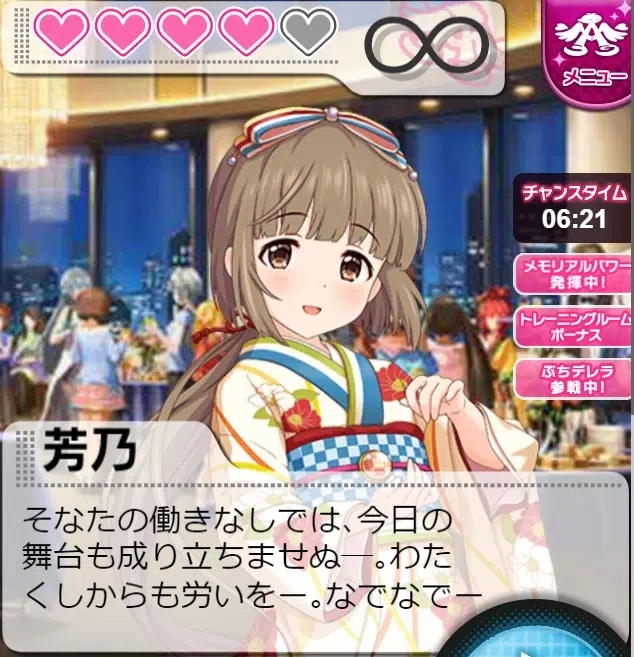 メニュー
チャンスタイム
06:21
メモリアルパワー
発揮中!
トレーニングルーム
ボーナス
ぷちデレラ
参戦中!
芳乃
そなたの働きなしでは、今日の
舞台も成り立ちませぬ―。わた
くしからも労いをー。なでなでー